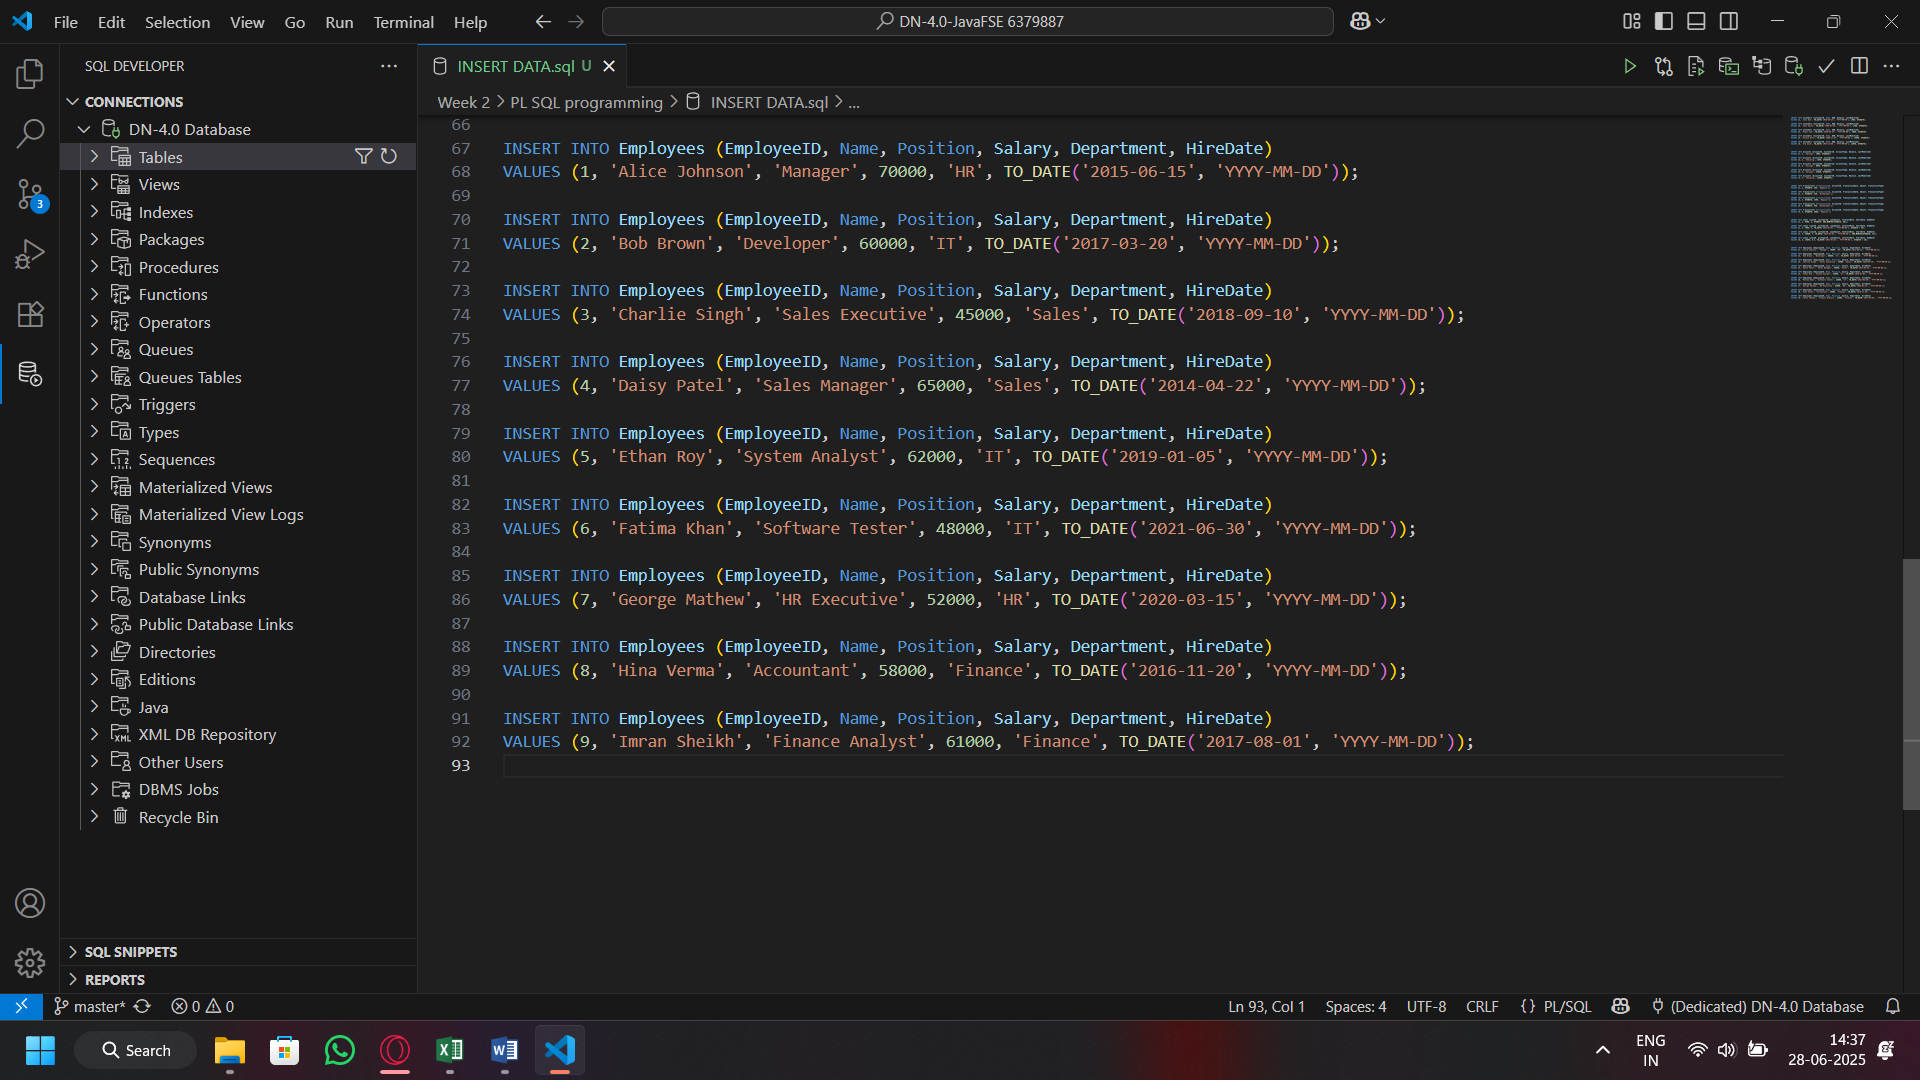 File Edit Selection View Go Run Terminal Help
DN-4.0-JavaFSE 6379887
SQL DEVELOPER
CONNECTIONS
DN-4.0 Database
Tables
Views
Indexes
Packages
Procedures
Functions
Operators
Queues
Queues Tables
Triggers
Types
Sequences
Materialized Views
Materialized View Logs
Synonyms
Public Synonyms
Database Links
Public Database Links
Directories
Editions
Java
XML DB Repository
Other Users
DBMS Jobs
Recycle Bin
SQL SNIPPETS
REPORTS
3
INSERT DATA.sql U
Week 2 > PL SQL programming > INSERT DATA.sql > ...
66
67 INSERT INTO Employees (EmployeeID, Name, Position, Salary, Department, HireDate)
68 VALUES (1, 'Alice Johnson', 'Manager', 70000, 'HR', TO_DATE('2015-06-15', 'YYYY-MM-DD'));
69
70 INSERT INTO Employees (EmployeeID, Name, Position, Salary, Department, HireDate)
71 VALUES (2, 'Bob Brown', 'Developer', 60000, 'IT', TO_DATE('2017-03-20', 'YYYY-MM-DD'));
72
73 INSERT INTO Employees (EmployeeID, Name, Position, Salary, Department, HireDate)
74 VALUES (3, 'Charlie Singh', 'Sales Executive', 45000, 'Sales', TO_DATE('2018-09-10', 'YYYY-MM-DD'));
75
76 INSERT INTO Employees (EmployeeID, Name, Position, Salary, Department, HireDate)
77 VALUES (4, 'Daisy Patel', 'Sales Manager', 65000, 'Sales', TO_DATE('2014-04-22', 'YYYY-MM-DD'));
78
79 INSERT INTO Employees (EmployeeID, Name, Position, Salary, Department, HireDate)
80 VALUES (5, 'Ethan Roy', 'System Analyst', 62000, 'IT', TO_DATE('2019-01-05', 'YYYY-MM-DD'));
81
82 INSERT INTO Employees (EmployeeID, Name, Position, Salary, Department, HireDate)
83 VALUES (6, 'Fatima Khan', 'Software Tester', 48000, 'IT', TO_DATE('2021-06-30', 'YYYY-MM-DD'));
84
85 INSERT INTO Employees (EmployeeID, Name, Position, Salary, Department, HireDate)
86 VALUES (7, 'George Mathew', 'HR Executive', 52000, 'HR', TO_DATE('2020-03-15', 'YYYY-MM-DD'));
87
88 INSERT INTO Employees (EmployeeID, Name, Position, Salary, Department, HireDate)
89 VALUES (8, 'Hina Verma', 'Accountant', 58000, 'Finance', TO_DATE('2016-11-20', 'YYYY-MM-DD'));
90
91 INSERT INTO Employees (EmployeeID, Name, Position, Salary, Department, HireDate)
92 VALUES (9, 'Imran Sheikh', 'Finance Analyst', 61000, 'Finance', TO_DATE('2017-08-01', 'YYYY-MM-DD'));
93
master* 0 0 Ln 93, Col 1 Spaces: 4 UTF-8 CRLF {} PL/SQL (Dedicated) DN-4.0 Database
Search
ENG
IN
14:37
28-06-2025